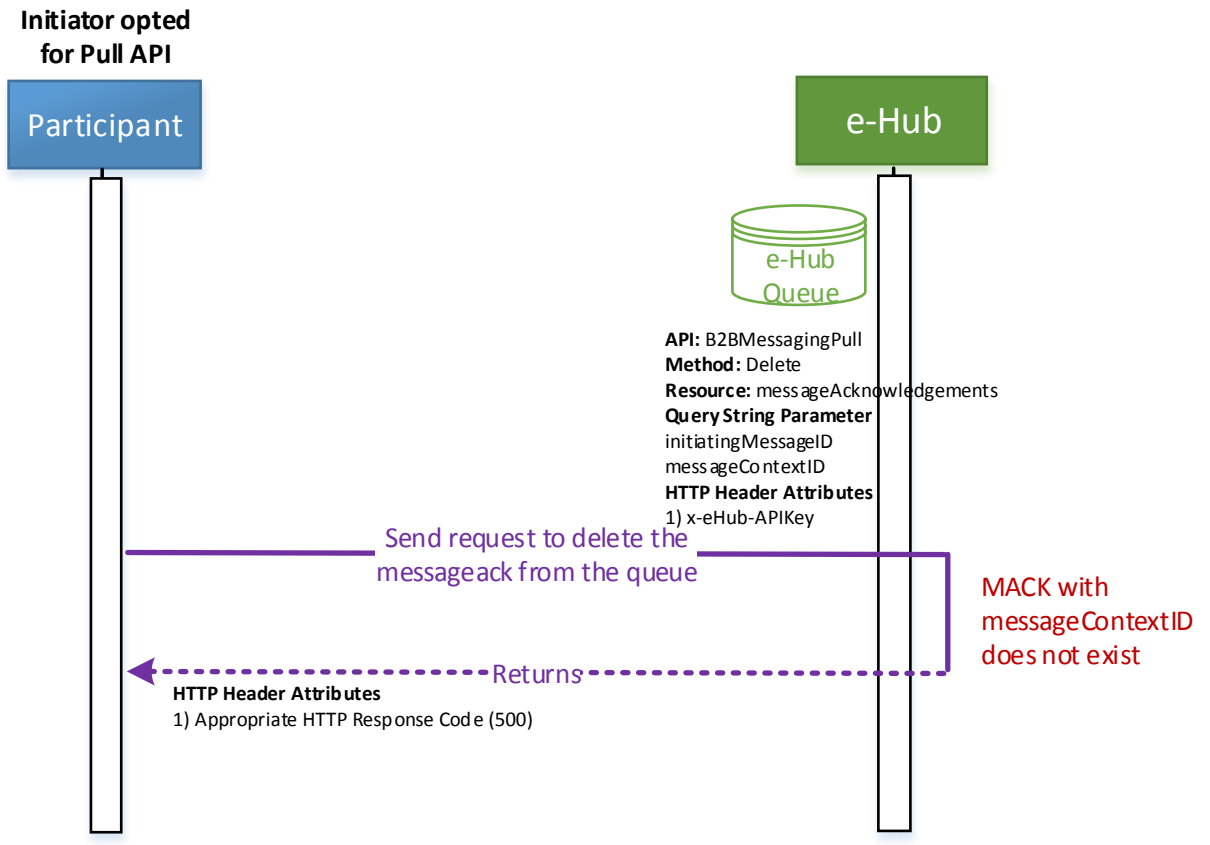 Initiator opted
for Pull API
Participant
e-Hub
e-Hub
Queue
API: B2BMessagingPull
Method: Delete
Resource: messageAcknowledgements
Query String Parameter
initiatingMessageID
messageContextID
HTTP Header Attributes
1) x-eHub-APIKey
Send request to delete the
messageack from the queue
MACK with
messageContextID
does not exist
Returns
HTTP Header Attributes
1) Appropriate HTTP Response Code (500)